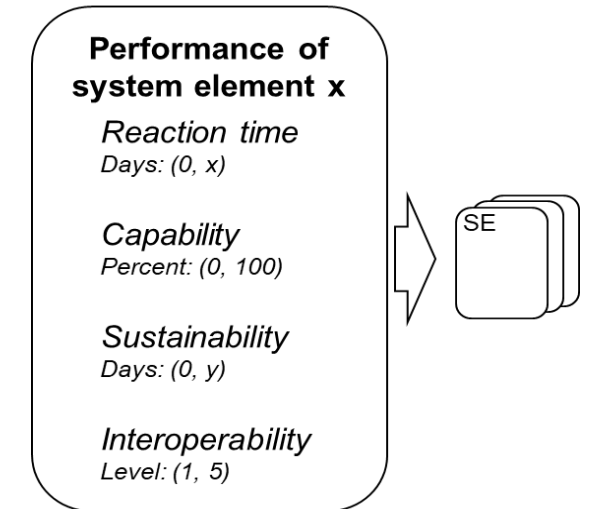 Performance of
system element x
Reaction time
Days: (0, x)
Capability
Percent: (0, 100)
Sustainability
Days: (0, y)
Interoperability
Level: (1, 5)
SE